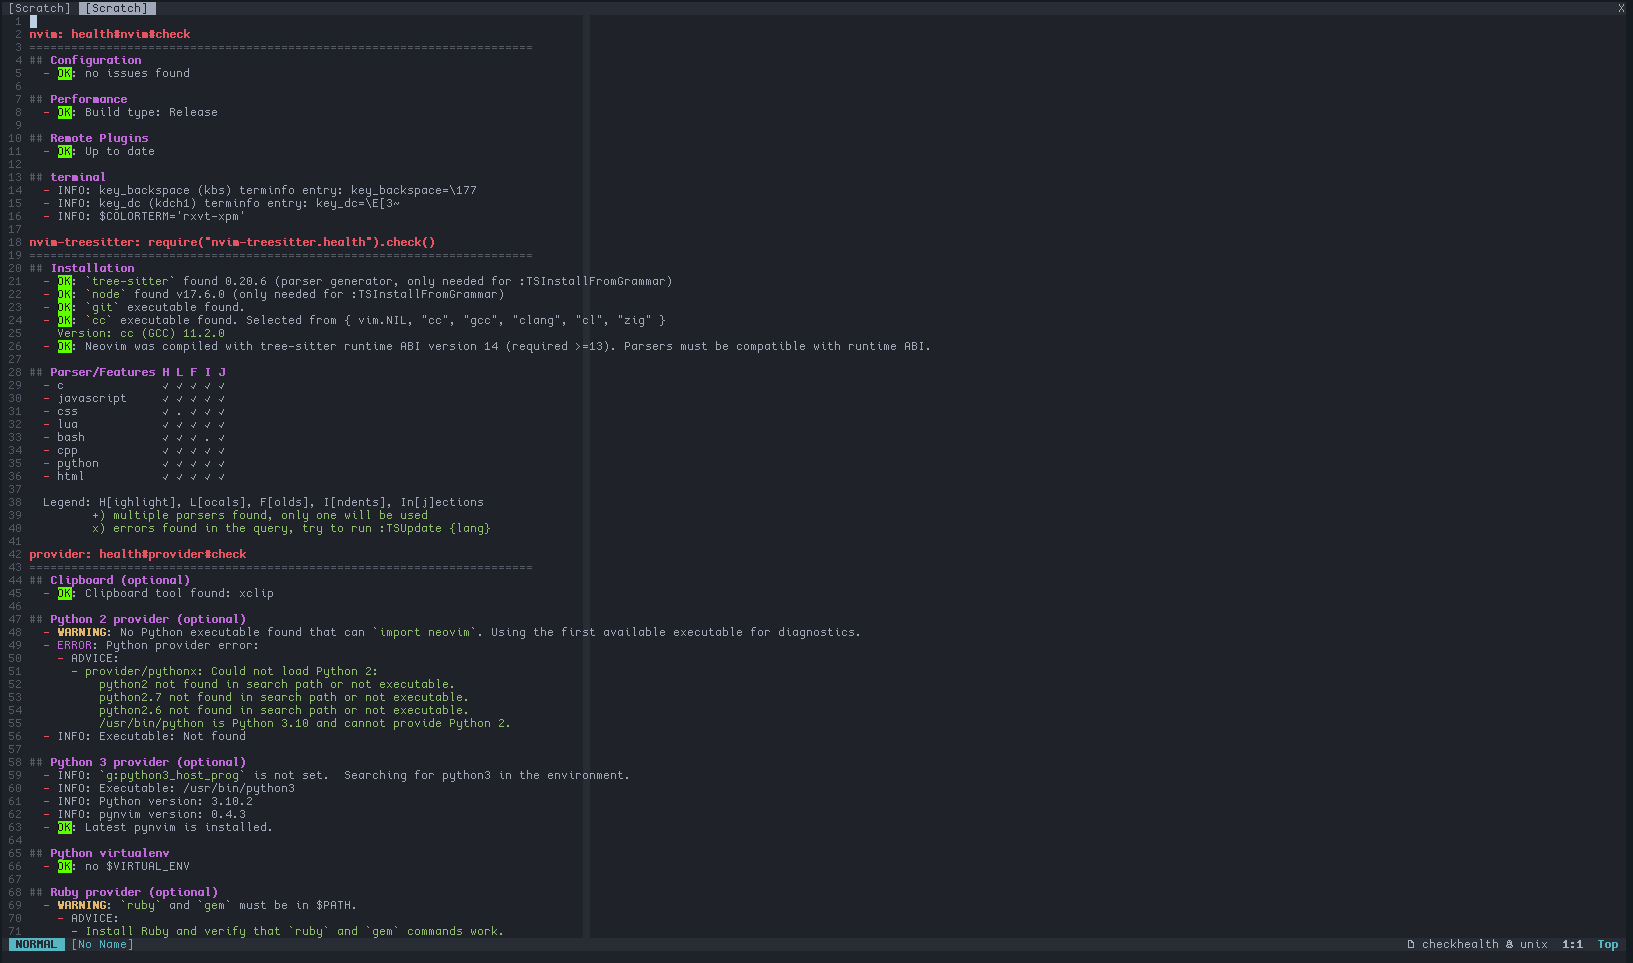 [Scratch] [Scratch] X
1
2 nvim: health#nvim#check
3 ========================================================================
4 ## Configuration
5   - OK: no issues found
6
7 ## Performance
8   - OK: Build type: Release
9
10 ## Remote Plugins
11   - OK: Up to date
12
13 ## terminal
14   - INFO: key_backspace (kbs) terminfo entry: key_backspace=\177
15   - INFO: key_dc (kdch1) terminfo entry: key_dc=\E[3~
16   - INFO: $COLORTERM='rxvt-xpm'
17
18 nvim-treesitter: require("nvim-treesitter.health").check()
19 ========================================================================
20 ## Installation
21   - OK: `tree-sitter` found 0.20.6 (parser generator, only needed for :TSInstallFromGrammar)
22   - OK: `node` found v17.6.0 (only needed for :TSInstallFromGrammar)
23   - OK: `git` executable found.
24   - OK: `cc` executable found. Selected from { vim.NIL, "cc", "gcc", "clang", "cl", "zig" }
25     Version: cc (GCC) 11.2.0
26   - OK: Neovim was compiled with tree-sitter runtime ABI version 14 (required >=13). Parsers must be compatible with runtime ABI.
27
28 ## Parser/Features H L F I J
29   - c              ✓ ✓ ✓ ✓ ✓
30   - javascript     ✓ ✓ ✓ ✓ ✓
31   - css            ✓ . ✓ ✓ ✓
32   - lua            ✓ ✓ ✓ ✓ ✓
33   - bash           ✓ ✓ ✓ . ✓
34   - cpp            ✓ ✓ ✓ ✓ ✓
35   - python         ✓ ✓ ✓ ✓ ✓
36   - html           ✓ ✓ ✓ ✓ ✓
37
38   Legend: H[ighlight], L[ocals], F[olds], I[ndents], In[j]ections
39          +) multiple parsers found, only one will be used
40          x) errors found in the query, try to run :TSUpdate {lang}
41
42 provider: health#provider#check
43 ========================================================================
44 ## Clipboard (optional)
45   - OK: Clipboard tool found: xclip
46
47 ## Python 2 provider (optional)
48   - WARNING: No Python executable found that can `import neovim`. Using the first available executable for diagnostics.
49   - ERROR: Python provider error:
50     - ADVICE:
51       - provider/pythonx: Could not load Python 2:
52           python2 not found in search path or not executable.
53           python2.7 not found in search path or not executable.
54           python2.6 not found in search path or not executable.
55           /usr/bin/python is Python 3.10 and cannot provide Python 2.
56   - INFO: Executable: Not found
57
58 ## Python 3 provider (optional)
59   - INFO: `g:python3_host_prog` is not set.  Searching for python3 in the environment.
60   - INFO: Executable: /usr/bin/python3
61   - INFO: Python version: 3.10.2
62   - INFO: pynvim version: 0.4.3
63   - OK: Latest pynvim is installed.
64
65 ## Python virtualenv
66   - OK: no $VIRTUAL_ENV
67
68 ## Ruby provider (optional)
69   - WARNING: `ruby` and `gem` must be in $PATH.
70     - ADVICE:
71       - Install Ruby and verify that `ruby` and `gem` commands work.
NORMAL [No Name] checkhealth unix 1:1 Top